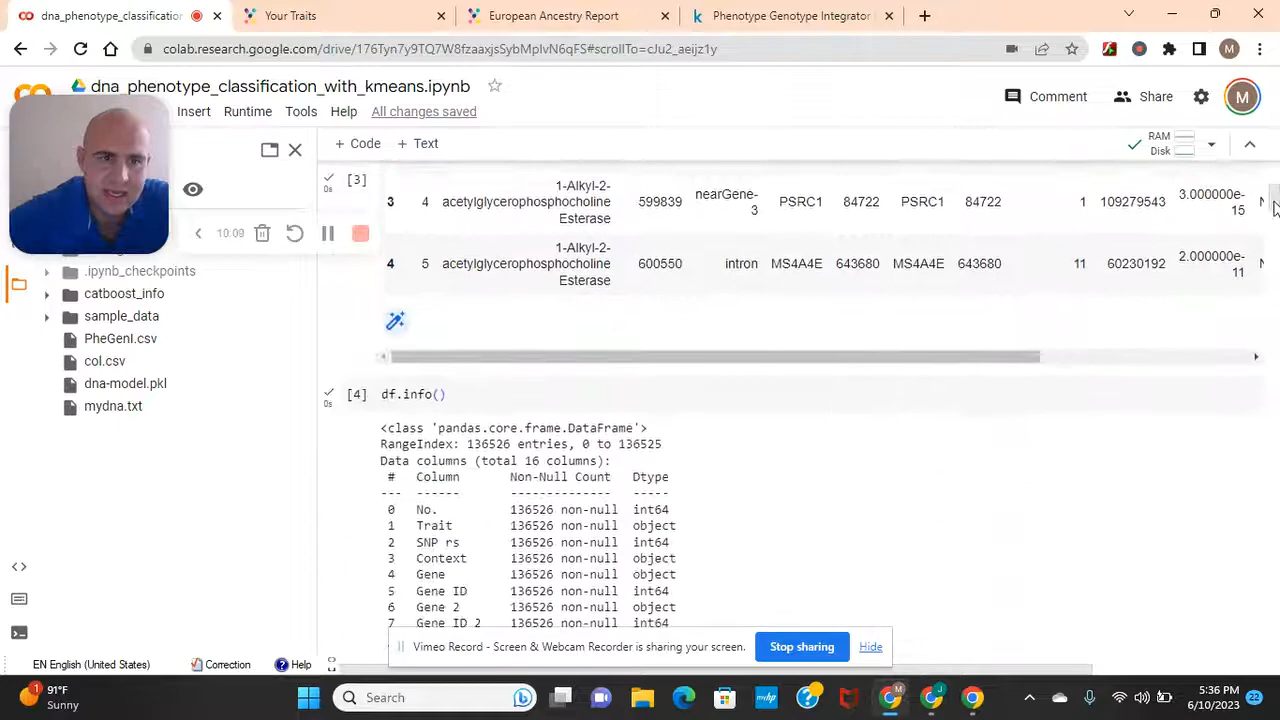 dna_phenotype_classification
Your Traits
European Ancestry Report
Phenotype Genotype Integrator
colab.research.google.com/drive/176Tyn7y9TQ7W8fzaaxjsSybMplvN6qFS#scrollTo=cJu2_aeijz1y
M
dna_phenotype_classification_with_kmeans.ipynb
Insert Runtime Tools Help All changes saved
Comment Share M
+ Code + Text
RAM
Disk
.ipynb_checkpoints
catboost_info
sample_data
PheGenI.csv
col.csv
dna-model.pkl
mydna.txt
10:09
[3]
0s
3 4 1-Alkyl-2-acetylglycerophosphocholine Esterase 599839 nearGene-3 PSRC1 84722 PSRC1 84722 1 109279543 3.000000e-15
4 5 1-Alkyl-2-acetylglycerophosphocholine Esterase 600550 intron MS4A4E 643680 MS4A4E 643680 11 60230192 2.000000e-11
[4] df.info()
0s
<class 'pandas.core.frame.DataFrame'>
RangeIndex: 136526 entries, 0 to 136525
Data columns (total 16 columns):
# Column Non-Null Count Dtype
--- ------ -------------- -----
0 No. 136526 non-null int64
1 Trait 136526 non-null object
2 SNP rs 136526 non-null int64
3 Context 136526 non-null object
4 Gene 136526 non-null object
5 Gene ID 136526 non-null int64
6 Gene 2 136526 non-null object
7 Gene ID 2 136526 non-null int64
Vimeo Record - Screen & Webcam Recorder is sharing your screen. Stop sharing Hide
EN English (United States) Correction Help
1
91°F
Sunny
Search
5:36 PM
6/10/2023
22